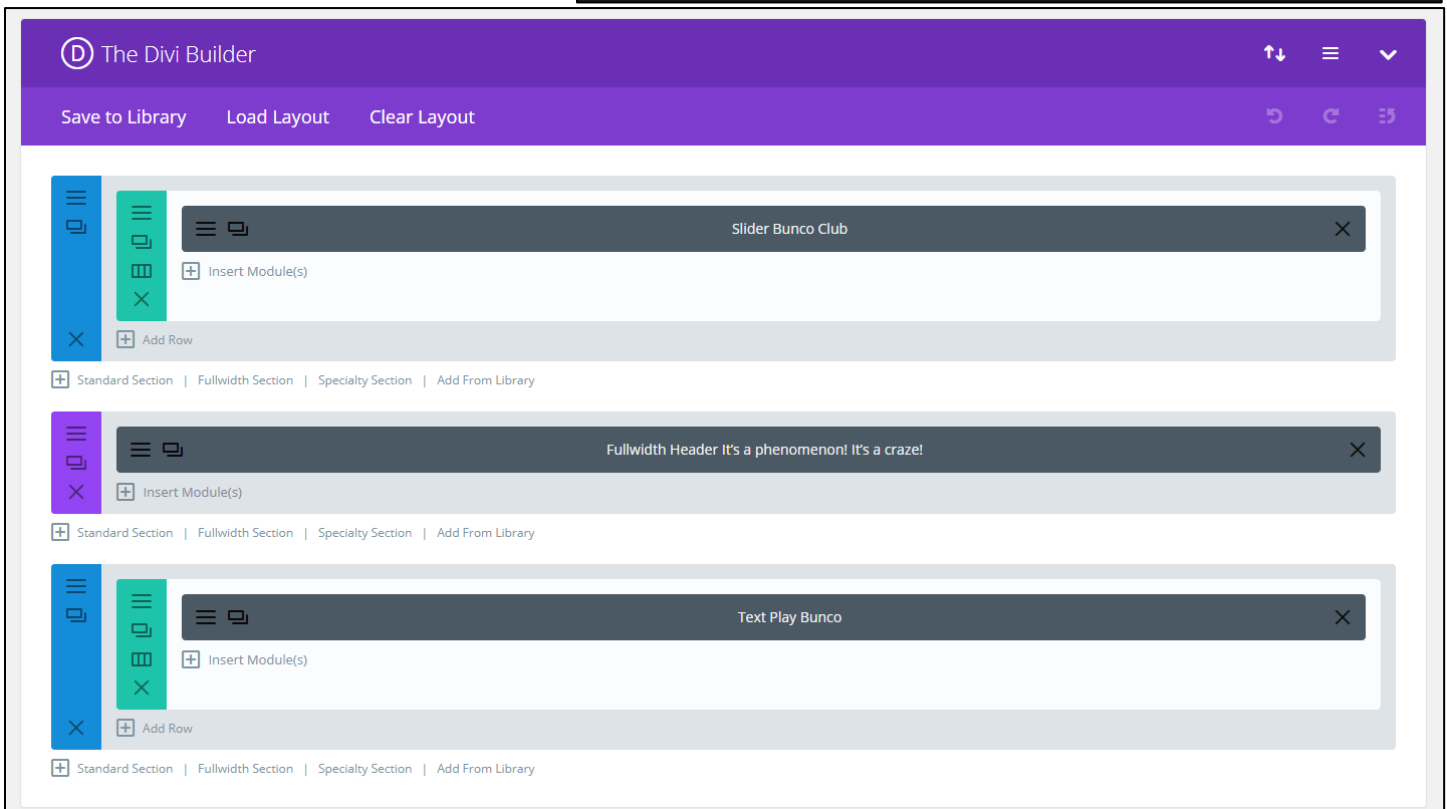 D The Divi Builder
Save to Library Load Layout Clear Layout
Slider Bunco Club
Insert Module(s)
Add Row
Standard Section | Fullwidth Section | Specialty Section | Add From Library
Fullwidth Header It's a phenomenon! It's a craze!
Insert Module(s)
Standard Section | Fullwidth Section | Specialty Section | Add From Library
Text Play Bunco
Insert Module(s)
Add Row
Standard Section | Fullwidth Section | Specialty Section | Add From Library